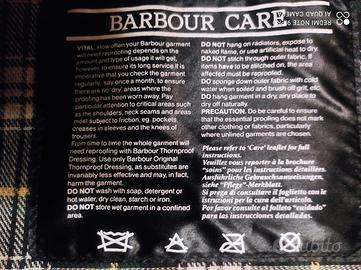 BARBOUR CARE
AI QUAD CAMERA
REDMI NOTE 9
VITAL. How often your Barbour garment
will need reproofing depends on the
amount and type of usage it will get,
however, to ensure its long service it is
imperative that you check the garment
regularly, say once a month, to ensure
there are no 'dry' areas where the
proofing has been worn away. Pay
particular attention to critical areas such
as the shoulders, neck seams and areas
most subject to friction, eg. pockets,
creases in sleeves and the knees of
trousers.
From time to time the whole garment will
need reproofing with Barbour Thornproof
Dressing. Use only Barbour Original
Thornproof Dressing, as substitutes are
invariably less effective and may, in fact,
harm the garment.
DO NOT wash with soap, detergent or
hot water, dry clean, starch or iron.
DO NOT store wet garment in a confined
area.
DO NOT hang on radiators, expose to
naked flame, or use artificial heat to dry.
DO NOT stitch through outer fabric. If
items have to be stitched on, the area
affected must be reproofed.
DO sponge down outer fabric with cold
water when soiled and brush off grit, etc.
DO hang garment in a dry, airy place to
dry off naturally.
PRECAUTION. Do be careful to ensure
that the essential proofing does not mark
other clothing or fabrics, particularly
where unlined garments are chosen.
Please refer to 'Care' leaflet for full
instructions.
Veuillez vous reporter à la brochure
"soins" pour les instructions détaillées.
Ausführliche Gebrauchsanweisungen,
siehe "Pflege"-Merkblatt.
Si prega di consultare il foglietto con le
istruzioni per la cura dell'articolo.
Por favor consulte el folleto "cuidado"
para las instrucciones detalladas.
subito